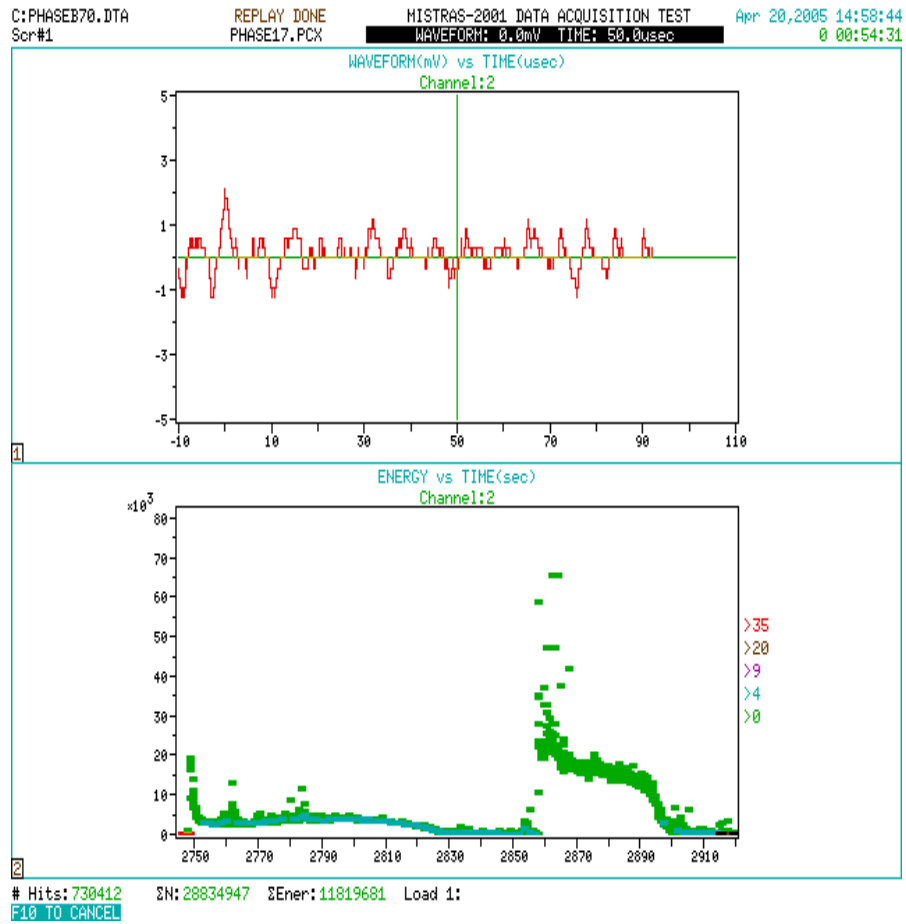 C:PHASEB70.DTA REPLAY DONE MISTRAS-2001 DATA ACQUISITION TEST Apr 20,2005 14:58:44
Scr#1 PHASE17.PCX WAVEFORM: 0.0mV TIME: 50.0usec 0 00:54:31
WAVEFORM(mV) vs TIME(usec)
Channel:2
5
3
1
-1
-3
-5
-10 10 30 50 70 90 110
1
ENERGY vs TIME(sec)
Channel:2
×10³
80
70
60
50
40
30
20
10
0
>35
>20
>9
>4
>0
2750 2770 2790 2810 2830 2850 2870 2890 2910
2
# Hits:730412 ΣN:28834947 ΣEner:11819681 Load 1:
F10 TO CANCEL